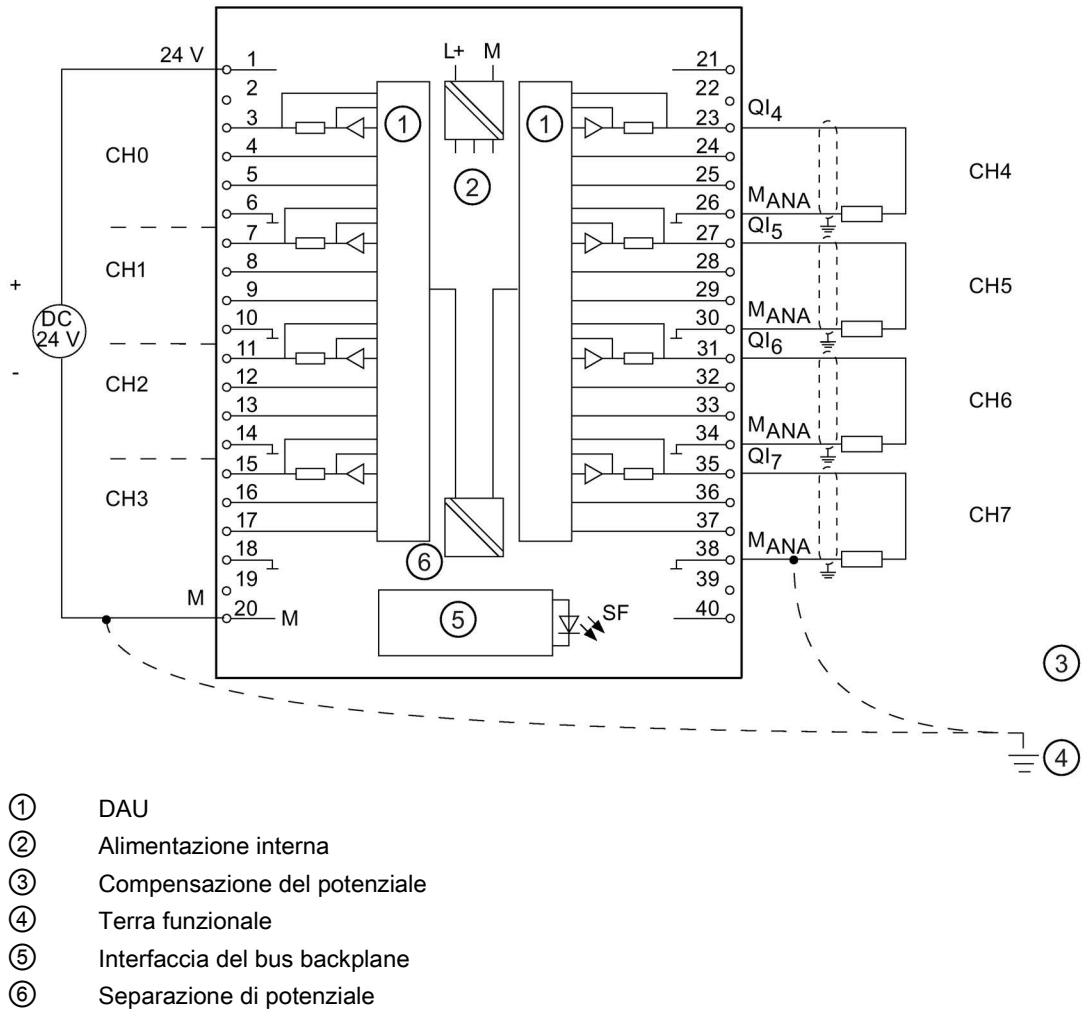 L+ M
24 V 1 21
2 22
3 ① ① 23 QI4
CH0 4 24 CH4
5 ② 25
6 26 MANA
7 27 QI5
CH1 8 28 CH5
+ 9 29
DC
24 V
10 30 MANA
11 31 QI6
-
CH2 12 32 CH6
13 33
14 34 MANA
15 35 QI7
CH3 16 36 CH7
17 37
18 ⑥ 38 MANA
19 39
M 20 M ⑤ SF 40
③
④
① DAU
② Alimentazione interna
③ Compensazione del potenziale
④ Terra funzionale
⑤ Interfaccia del bus backplane
⑥ Separazione di potenziale